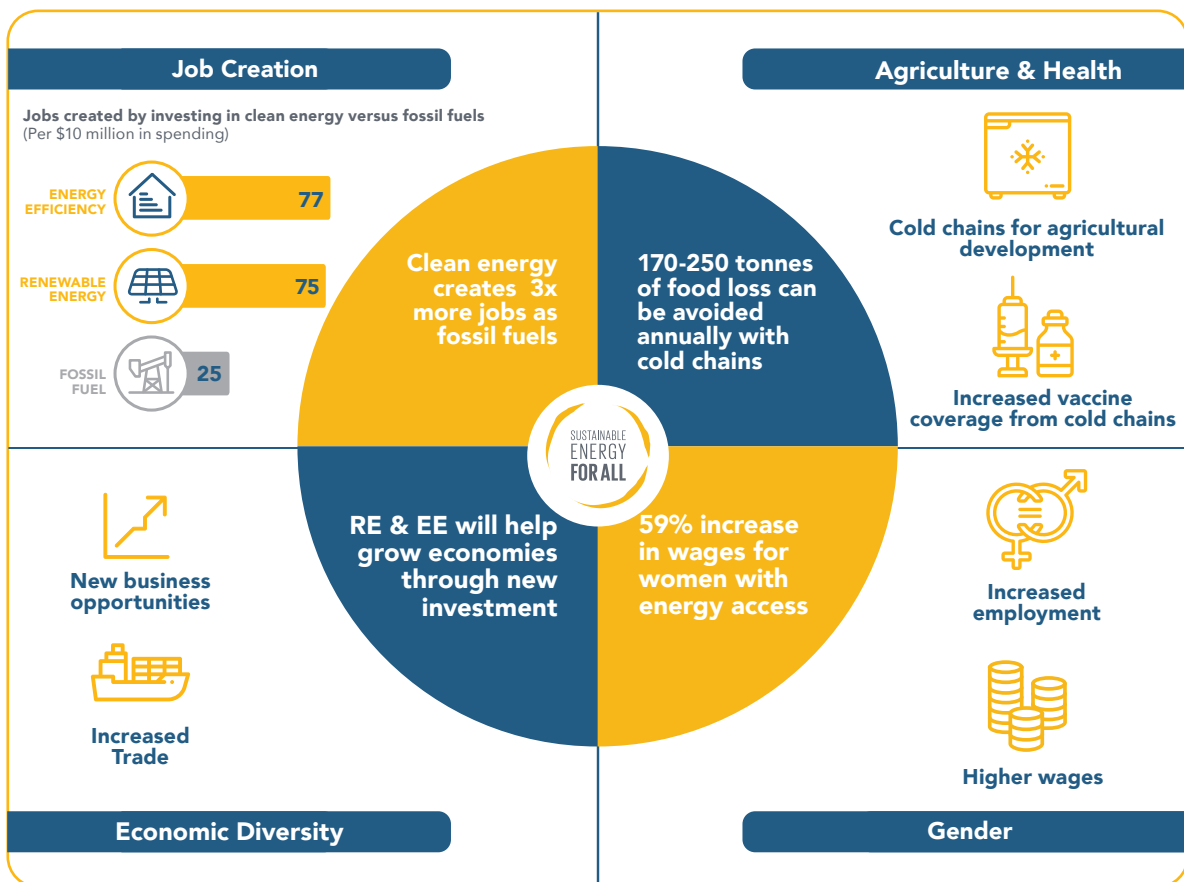 Job Creation
Jobs created by investing in clean energy versus fossil fuels
(Per $10 million in spending)
ENERGY
EFFICIENCY
77
RENEWABLE
ENERGY
75
FOSSIL
FUEL
25
Clean energy
creates 3x
more jobs as
fossil fuels
Agriculture & Health
170-250 tonnes
of food loss can
be avoided
annually with
cold chains
Cold chains for agricultural
development
Increased vaccine
coverage from cold chains
SUSTAINABLE
ENERGY
FOR ALL
New business
opportunities
Increased
Trade
RE & EE will help
grow economies
through new
investment
Economic Diversity
59% increase
in wages for
women with
energy access
Increased
employment
Higher wages
Gender